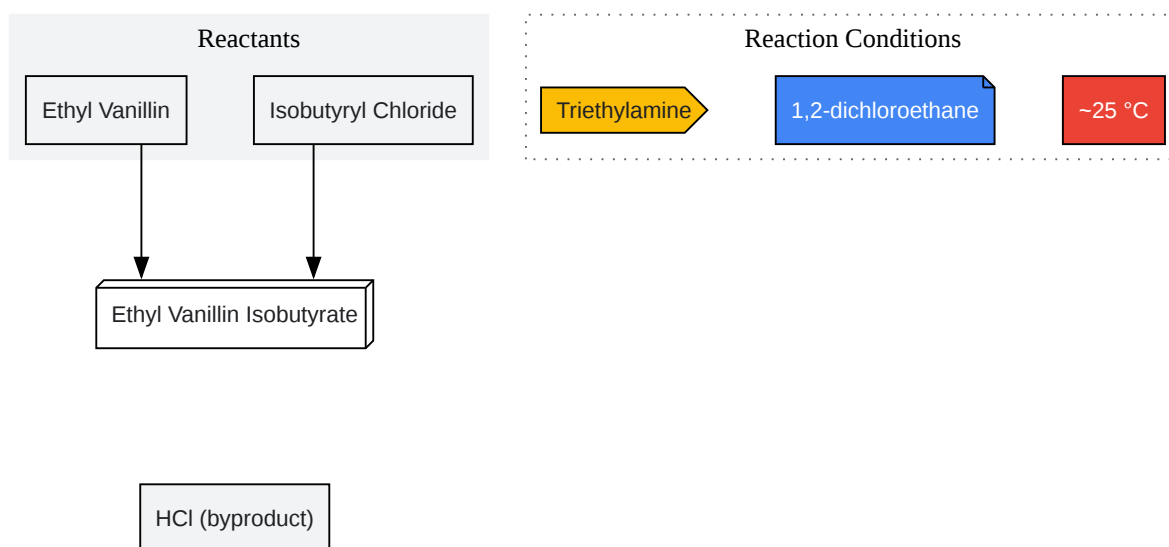 Reactants
Reaction Conditions
Ethyl Vanillin
Isobutyryl Chloride
Triethylamine
1,2-dichloroethane
~25 °C
Ethyl Vanillin Isobutyrate
HCl (byproduct)